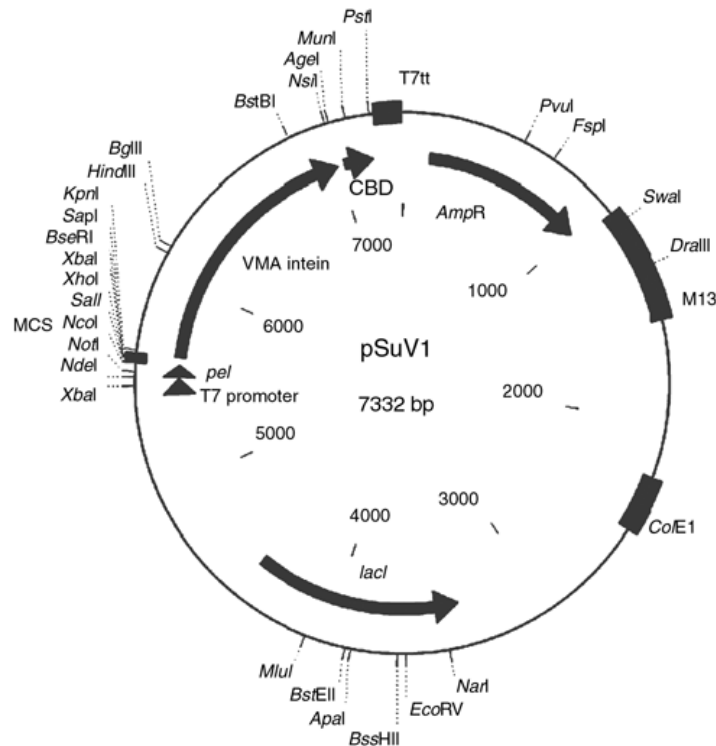 PstI
MunI
AgeI
NsiI
T7tt
BstBI
PvuI
FspI
BglII
HindIII
KpnI
SapI
BseRI
XbaI
XhoI
SalI
MCS NcoI
NotI
NdeI
XbaI
CBD
AmpR
SwaI
DraIII
M13
7000
1000
VMA intein
6000
pSuV1
pel
T7 promoter
7332 bp
2000
5000
3000
4000
ColE1
lacI
MluI
BstEII
ApaI
BssHII
EcoRV
NarI